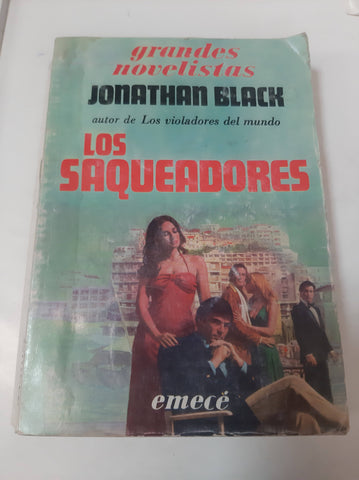 grandes
novelistas
JONATHAN BLACK
autor de Los violadores del mundo
LOS
SAQUEADORES
emecé